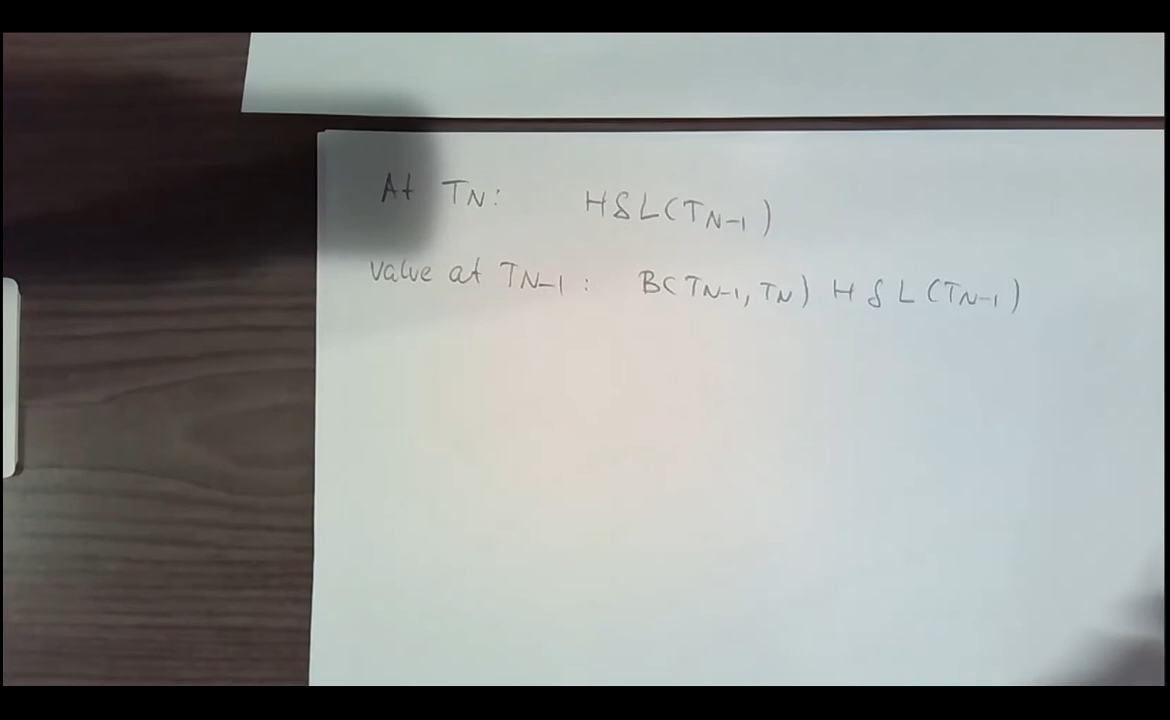 At TN: HδL(TN-1)
Value at TN-1: B(TN-1, TN) HδL(TN-1)